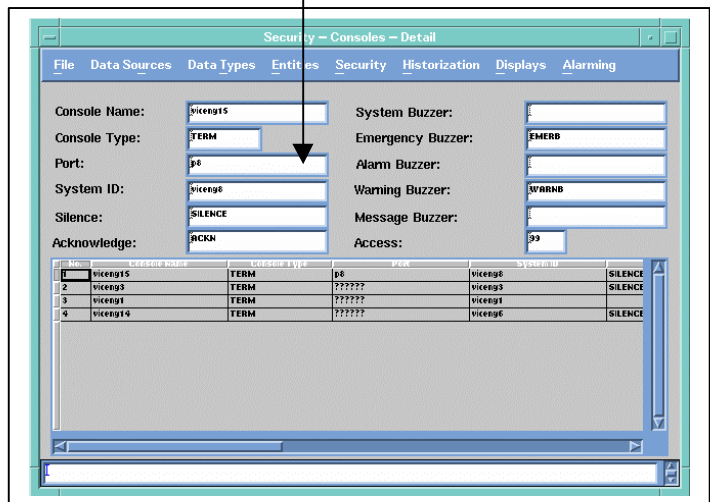 Security – Consoles – Detail
File Data Sources Data Types Entities Security Historization Displays Alarming
Console Name: viceng15 System Buzzer:
Console Type: TERM Emergency Buzzer: EMERB
Port: p8 Alarm Buzzer:
System ID: viceng8 Warning Buzzer: WARNB
Silence: SILENCE Message Buzzer:
Acknowledge: ACKN Access: 99
No. Console Name Console Type Port System ID
1 viceng15 TERM p8 viceng8 SILENCE
2 viceng3 TERM ?????? viceng3 SILENCE
3 viceng1 TERM ?????? viceng1
4 viceng14 TERM ?????? viceng6 SILENCE